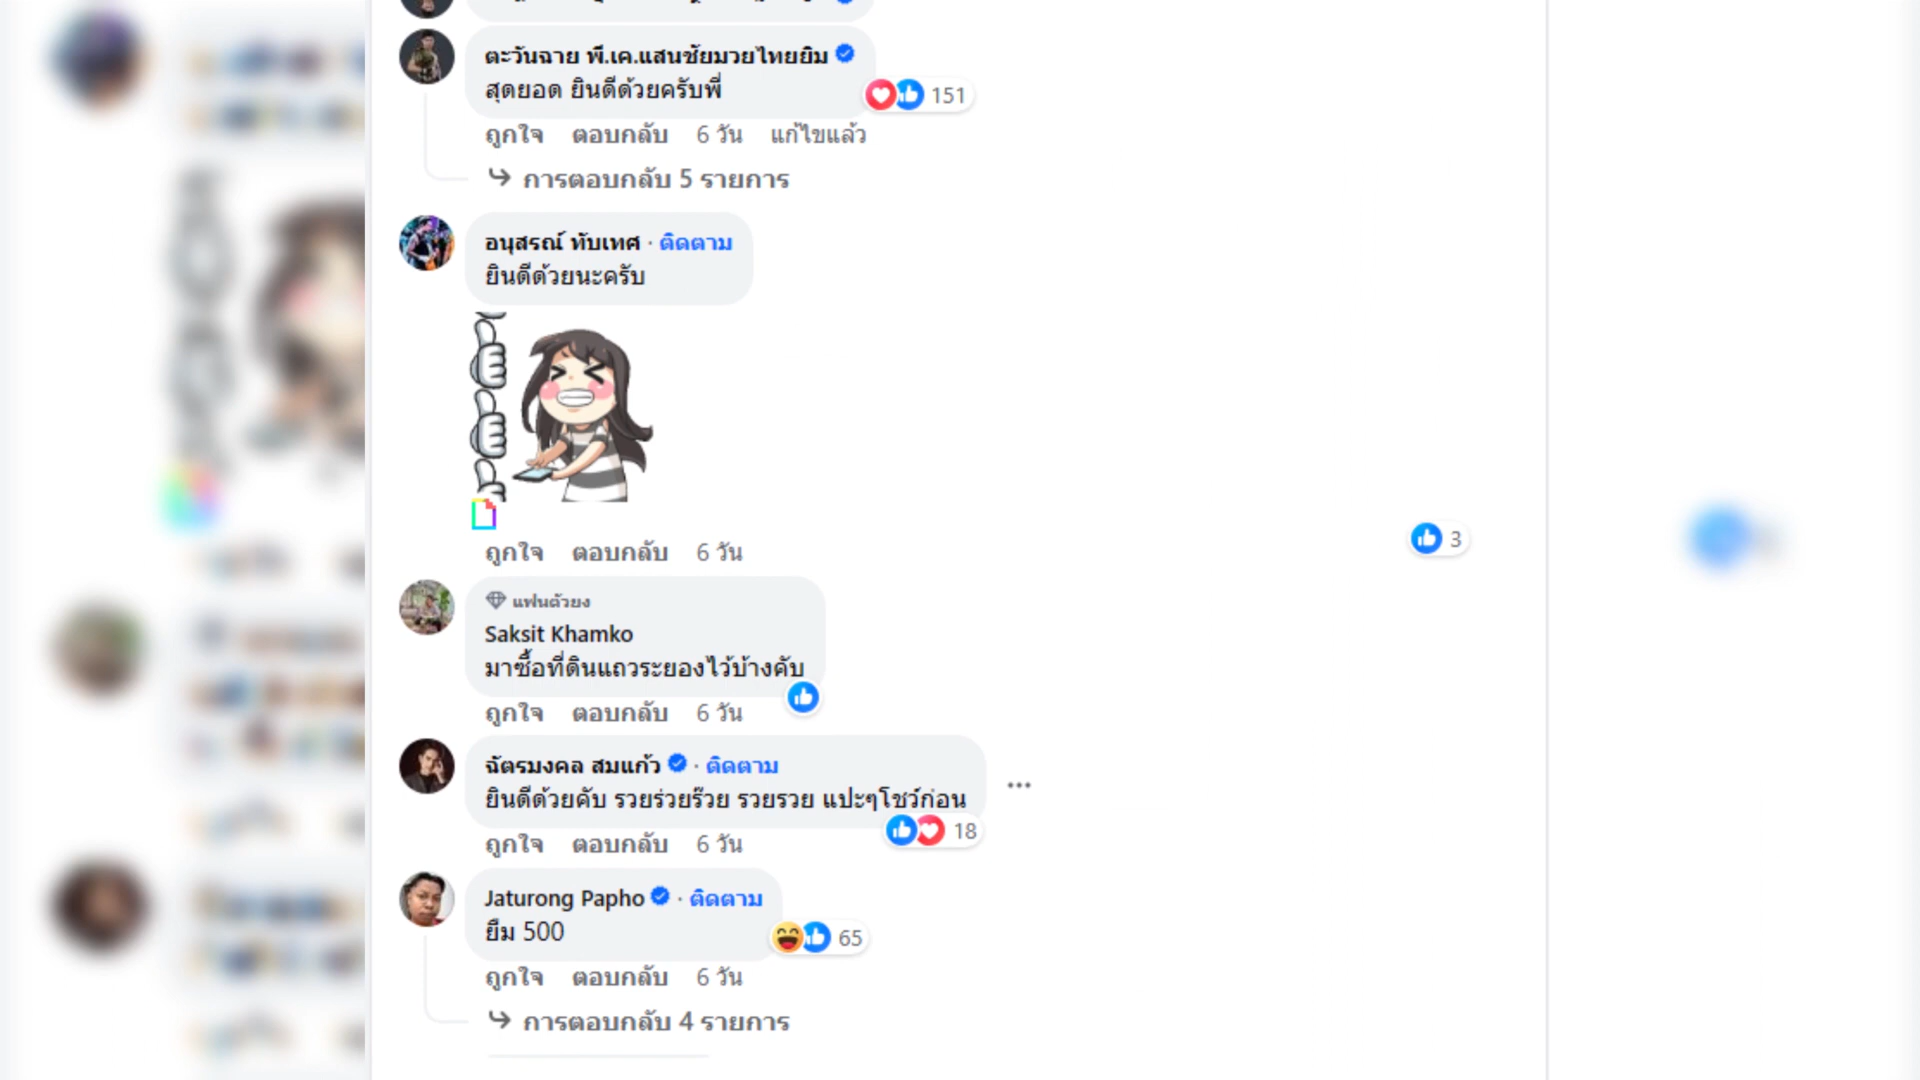 ตะวันฉาย พี.เค.แสนชัยมวยไทยยิม
สุดยอด ยินดีด้วยครับพี่
151
ถูกใจ ตอบกลับ 6 วัน แก้ไขแล้ว
การตอบกลับ 5 รายการ
อนุสรณ์ ทับเทศ · ติดตาม
ยินดีด้วยนะครับ
ถูกใจ ตอบกลับ 6 วัน
3
แฟนตัวยง
Saksit Khamko
มาซื้อที่ดินแถวระยองไว้บ้างคับ
ถูกใจ ตอบกลับ 6 วัน
ฉัตรมงคล สมแก้ว · ติดตาม
ยินดีด้วยคับ รวยร่วยร๊วย รวยรวย แปะๆโชว์ก่อน
18
ถูกใจ ตอบกลับ 6 วัน
Jaturong Papho · ติดตาม
ยืม 500
65
ถูกใจ ตอบกลับ 6 วัน
การตอบกลับ 4 รายการ